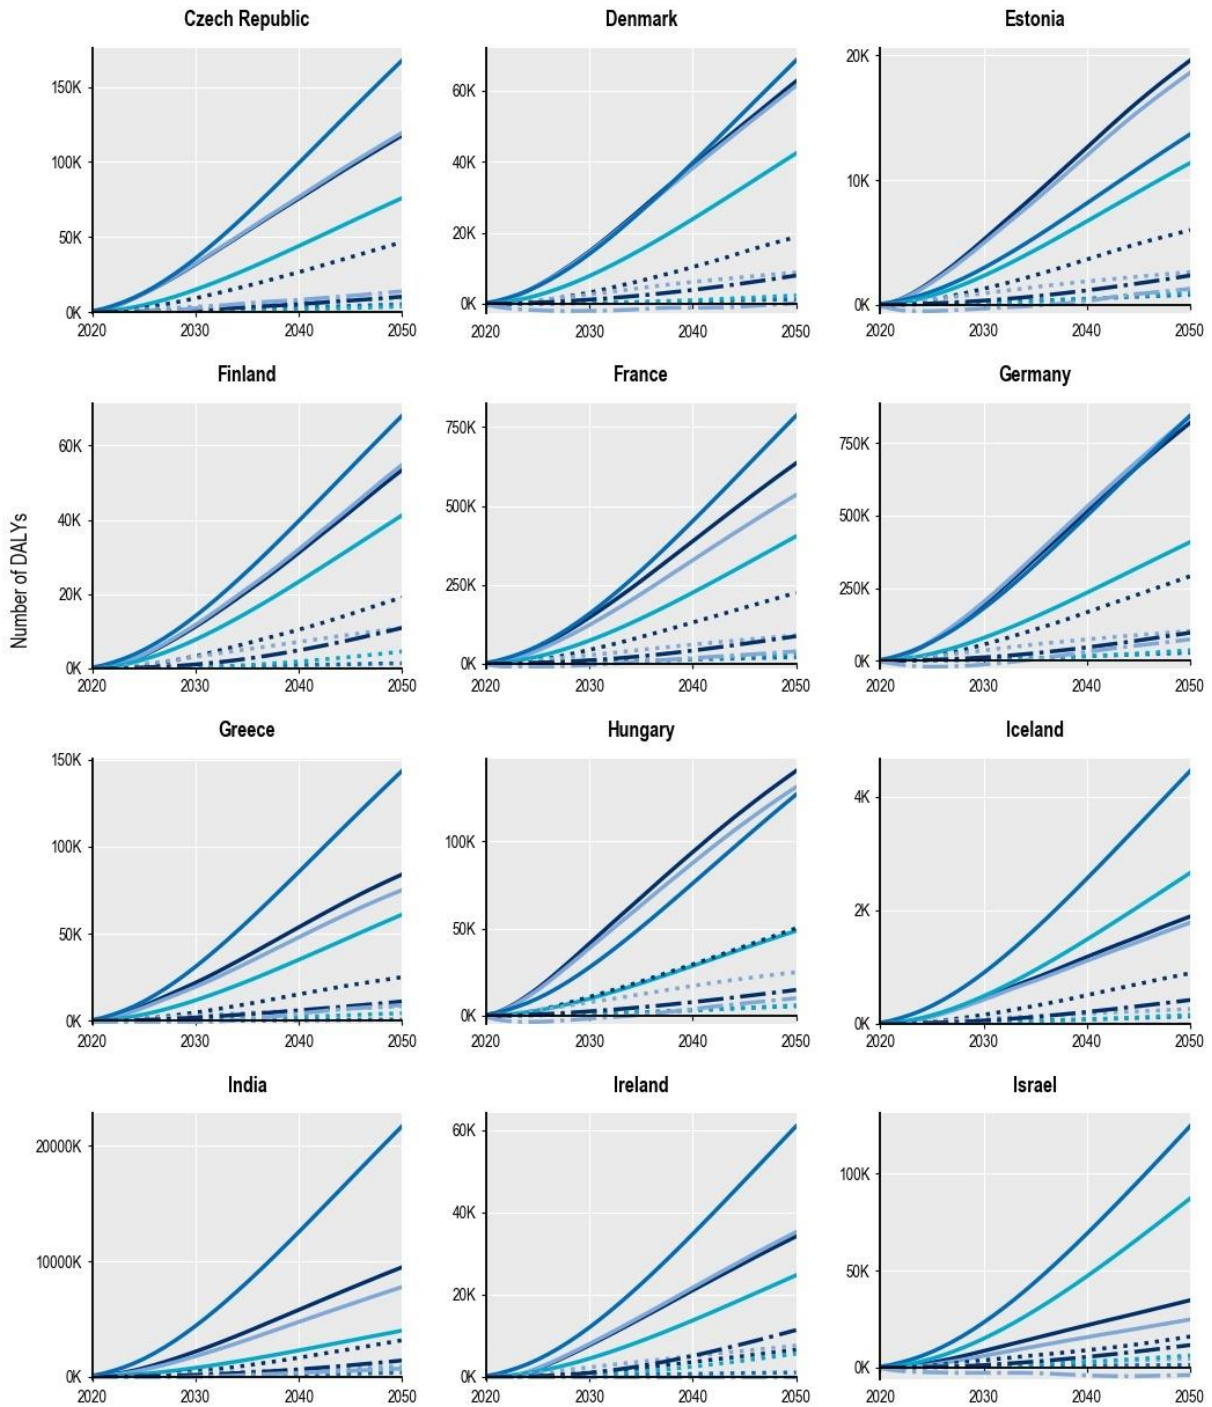 Czech Republic
Denmark
Estonia
150K
100K
50K
0K
2020 2030 2040 2050
60K
40K
20K
0K
2020 2030 2040 2050
20K
10K
0K
2020 2030 2040 2050
Number of DALYs
Finland
France
Germany
60K
40K
20K
0K
2020 2030 2040 2050
750K
500K
250K
0K
2020 2030 2040 2050
750K
500K
250K
0K
2020 2030 2040 2050
Greece
Hungary
Iceland
150K
100K
50K
0K
2020 2030 2040 2050
100K
50K
0K
2020 2030 2040 2050
4K
2K
0K
2020 2030 2040 2050
India
Ireland
Israel
20000K
10000K
0K
2020 2030 2040 2050
60K
40K
20K
0K
2020 2030 2040 2050
100K
50K
0K
2020 2030 2040 2050